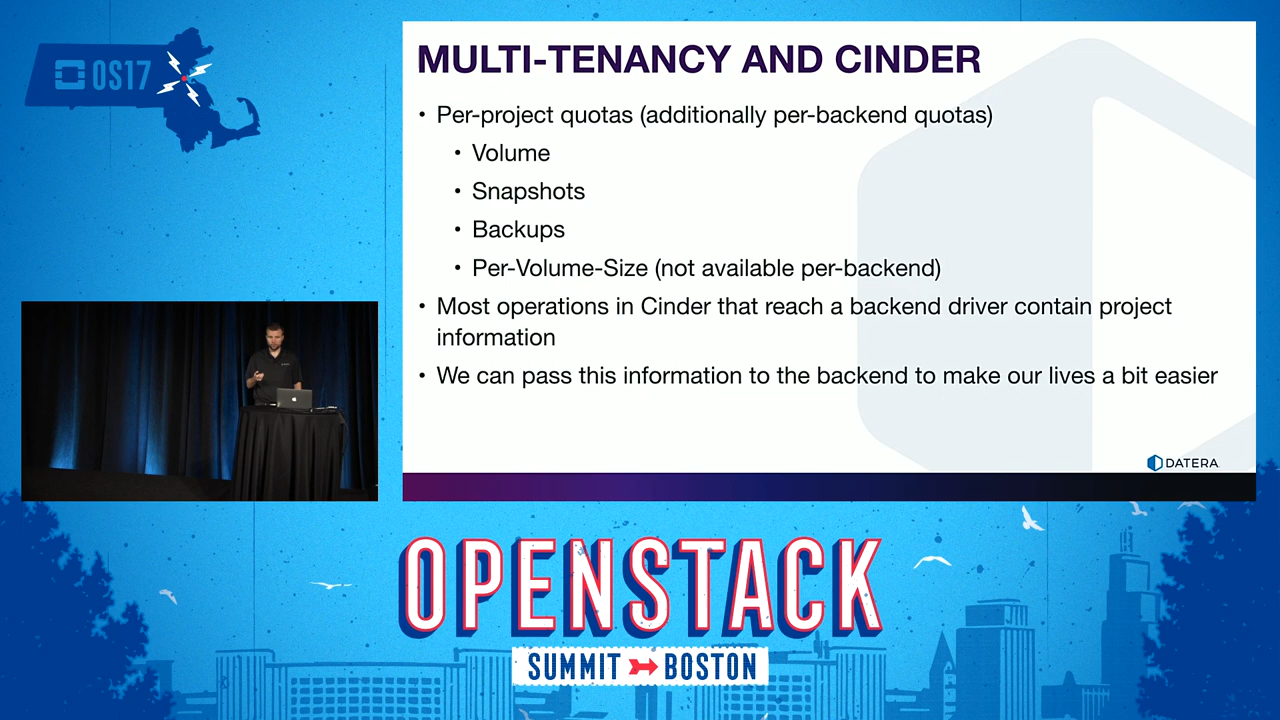 OS17
MULTI-TENANCY AND CINDER
• Per-project quotas (additionally per-backend quotas)
• Volume
• Snapshots
• Backups
• Per-Volume-Size (not available per-backend)
• Most operations in Cinder that reach a backend driver contain project
information
• We can pass this information to the backend to make our lives a bit easier
DATERA
OPENSTACK
SUMMIT BOSTON